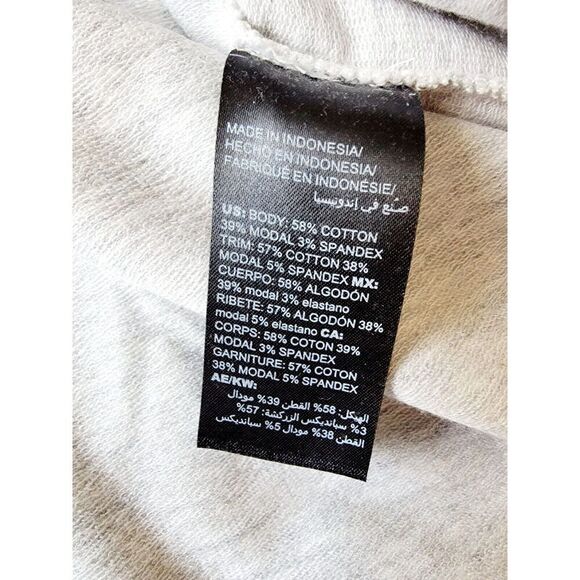 MADE IN INDONESIA/
HECHO EN INDONESIA/
FABRIQUÉ EN INDONÉSIE/
صنع في إندونيسيا
US: BODY: 58% COTTON
39% MODAL 3% SPANDEX
TRIM: 57% COTTON 38%
MODAL 5% SPANDEX MX:
CUERPO: 58% ALGODÓN
39% modal 3% elastano
RIBETE: 57% ALGODÓN 38%
modal 5% elastano CA:
CORPS: 58% COTON 39%
MODAL 3% SPANDEX
GARNITURE: 57% COTON
38% MODAL 5% SPANDEX
AE/KW:
الهيكل: 58% القطن 39% مودال
3% سبانديكس الزركشة: 57%
القطن 38% مودال 5% سبانديكس